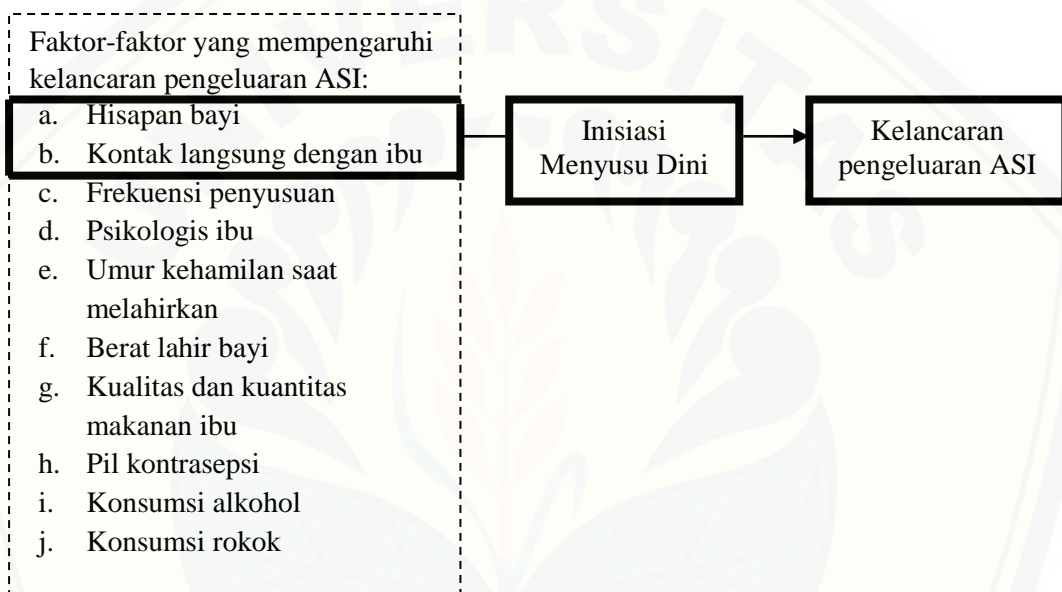 Faktor-faktor yang mempengaruhi
kelancaran pengeluaran ASI:
a. Hisapan bayi
b. Kontak langsung dengan ibu
c. Frekuensi penyusuan
d. Psikologis ibu
e. Umur kehamilan saat
melahirkan
f. Berat lahir bayi
g. Kualitas dan kuantitas
makanan ibu
h. Pil kontrasepsi
i. Konsumsi alkohol
j. Konsumsi rokok
Inisiasi
Menyusu Dini
Kelancaran
pengeluaran ASI